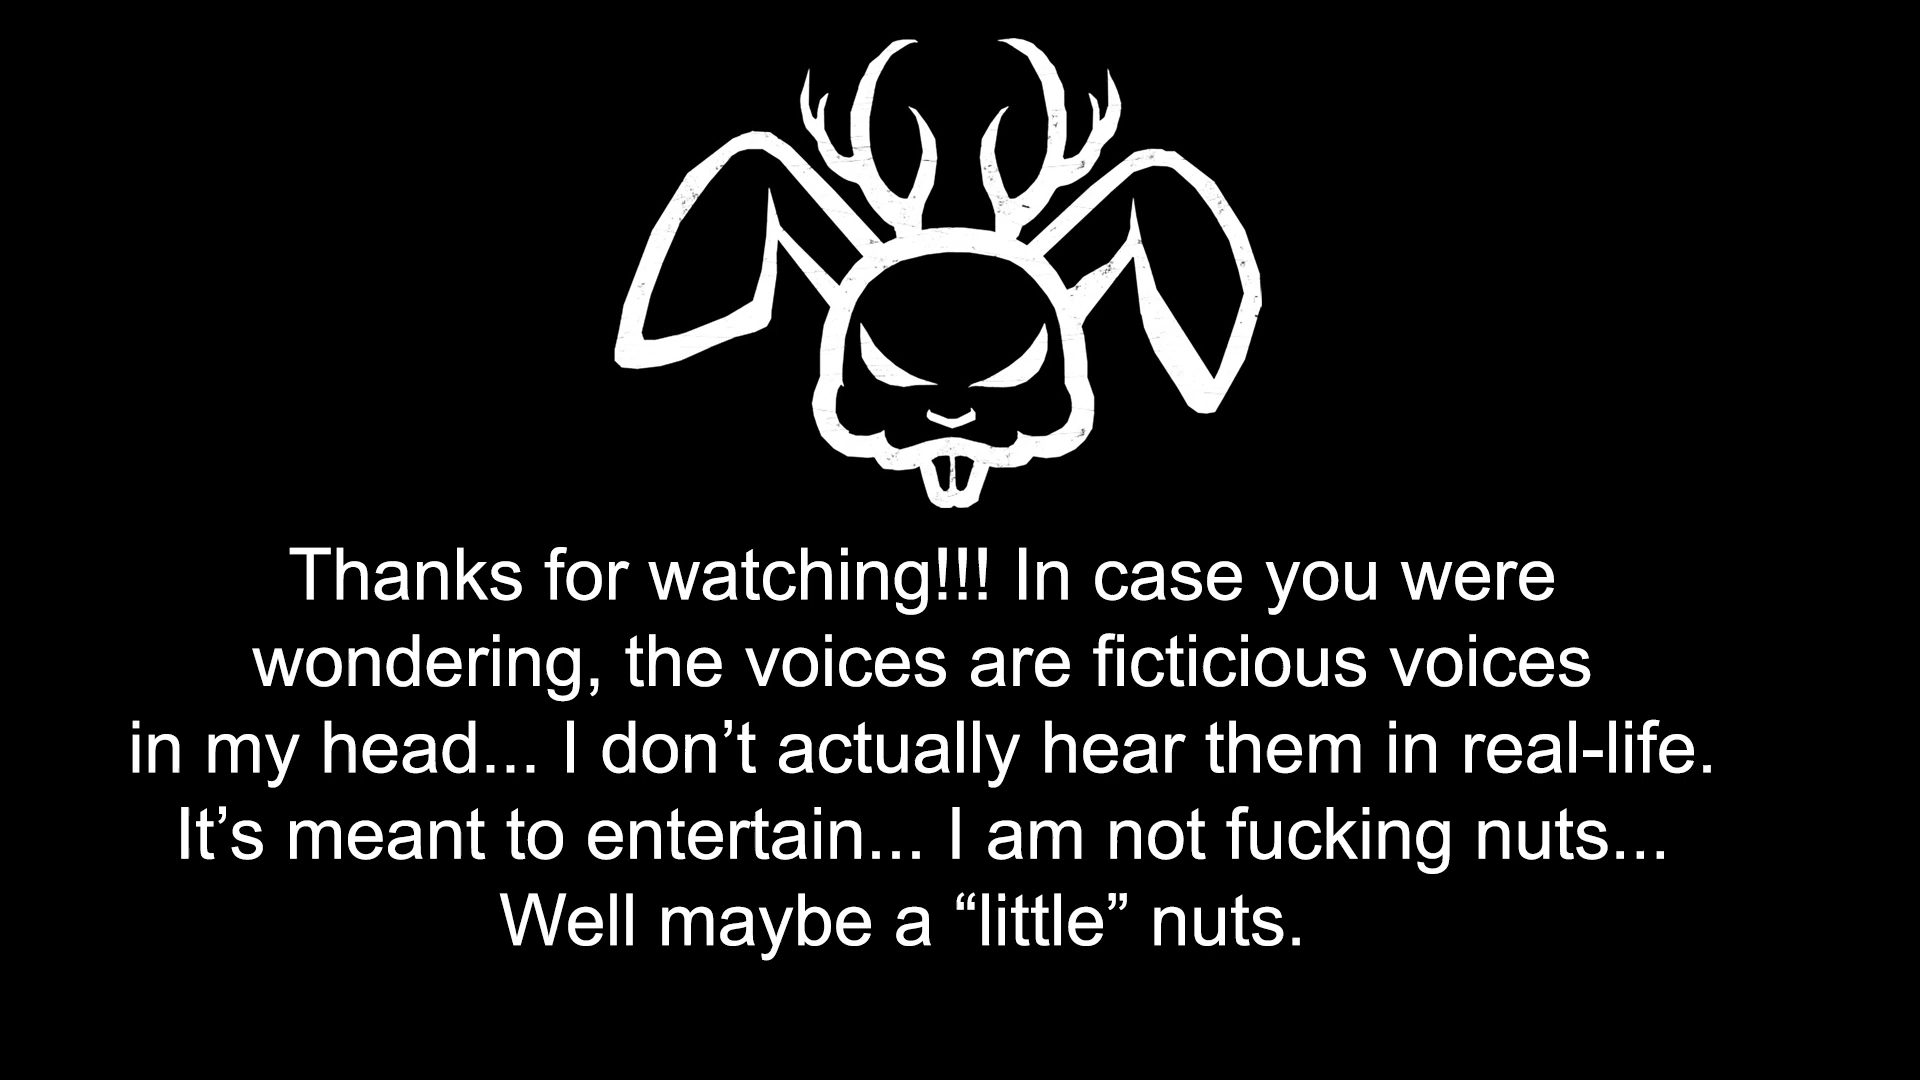 Thanks for watching!!! In case you were
wondering, the voices are ficticious voices
in my head... I don’t actually hear them in real-life.
It’s meant to entertain... I am not fucking nuts...
Well maybe a “little” nuts.